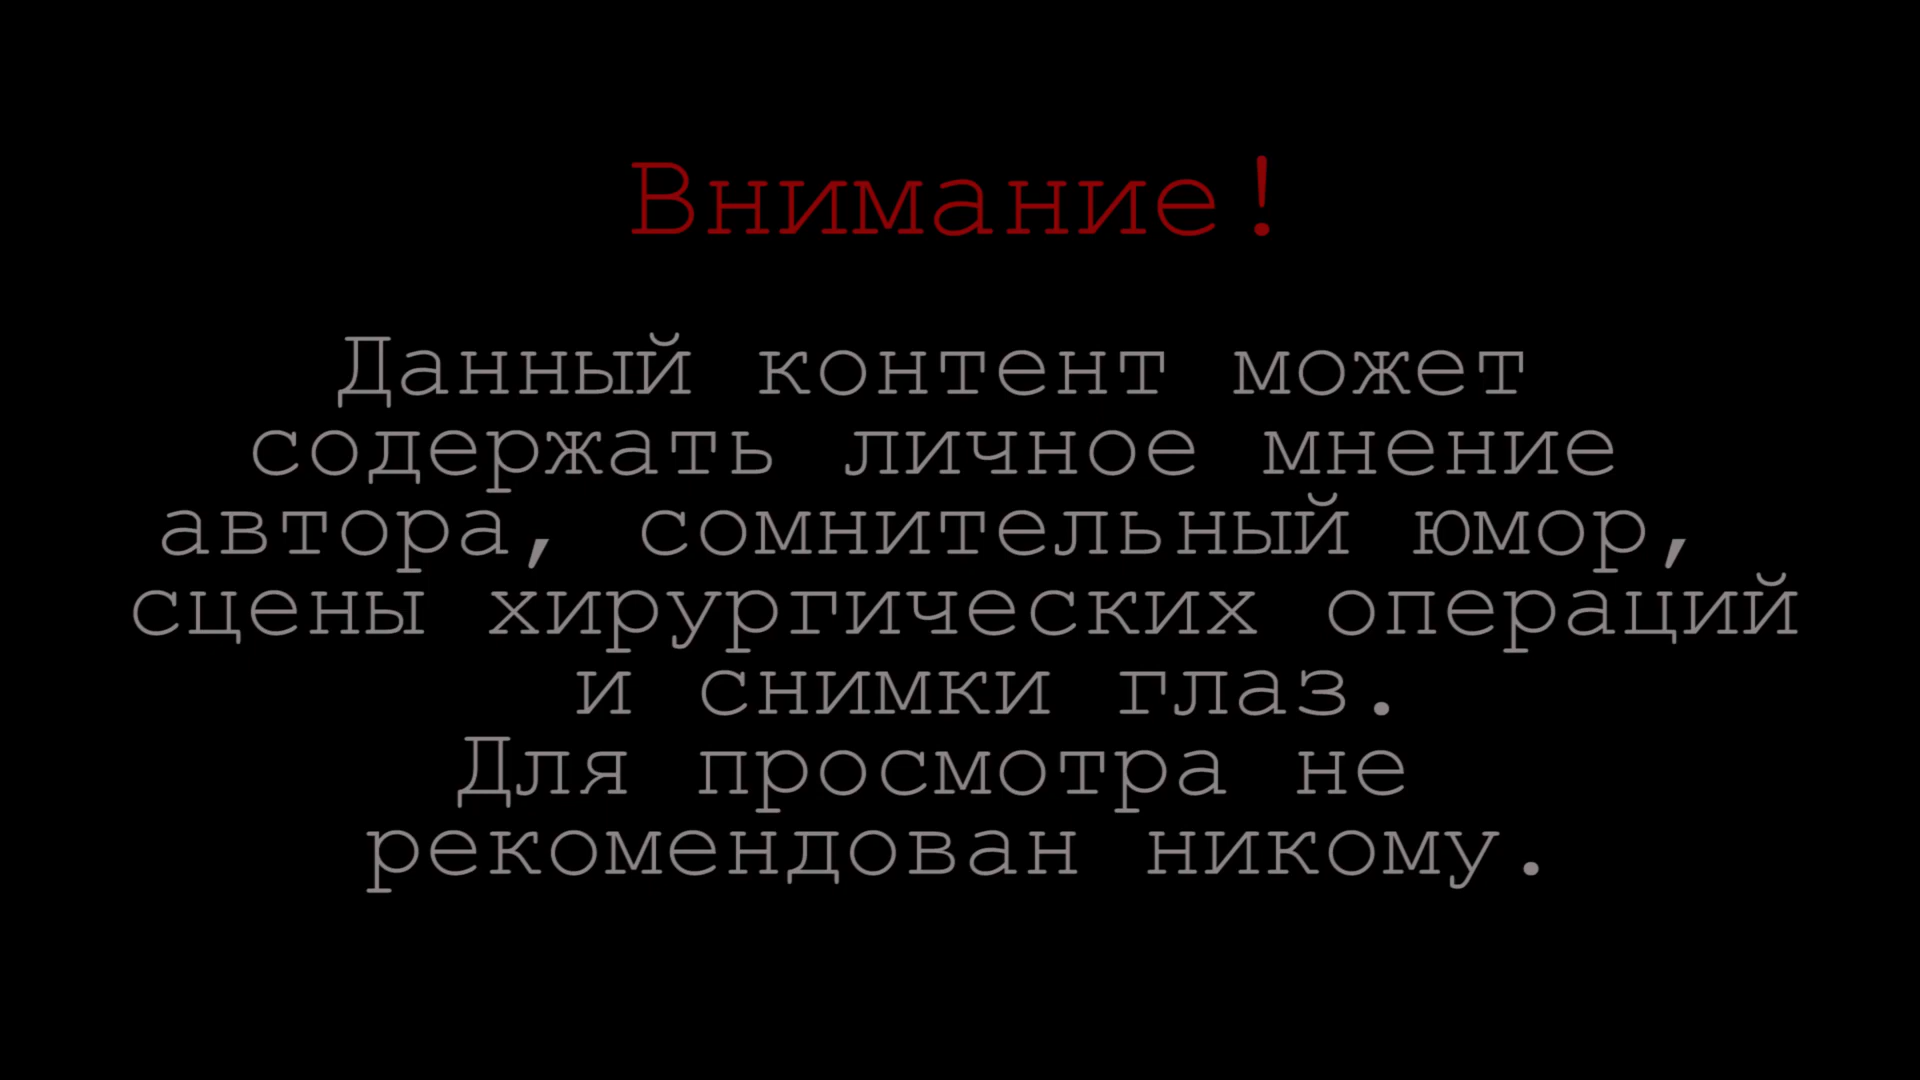 Внимание!
Данный контент может
содержать личное мнение
автора, сомнительный юмор,
сцены хирургических операций
и снимки глаз.
Для просмотра не
рекомендован никому.